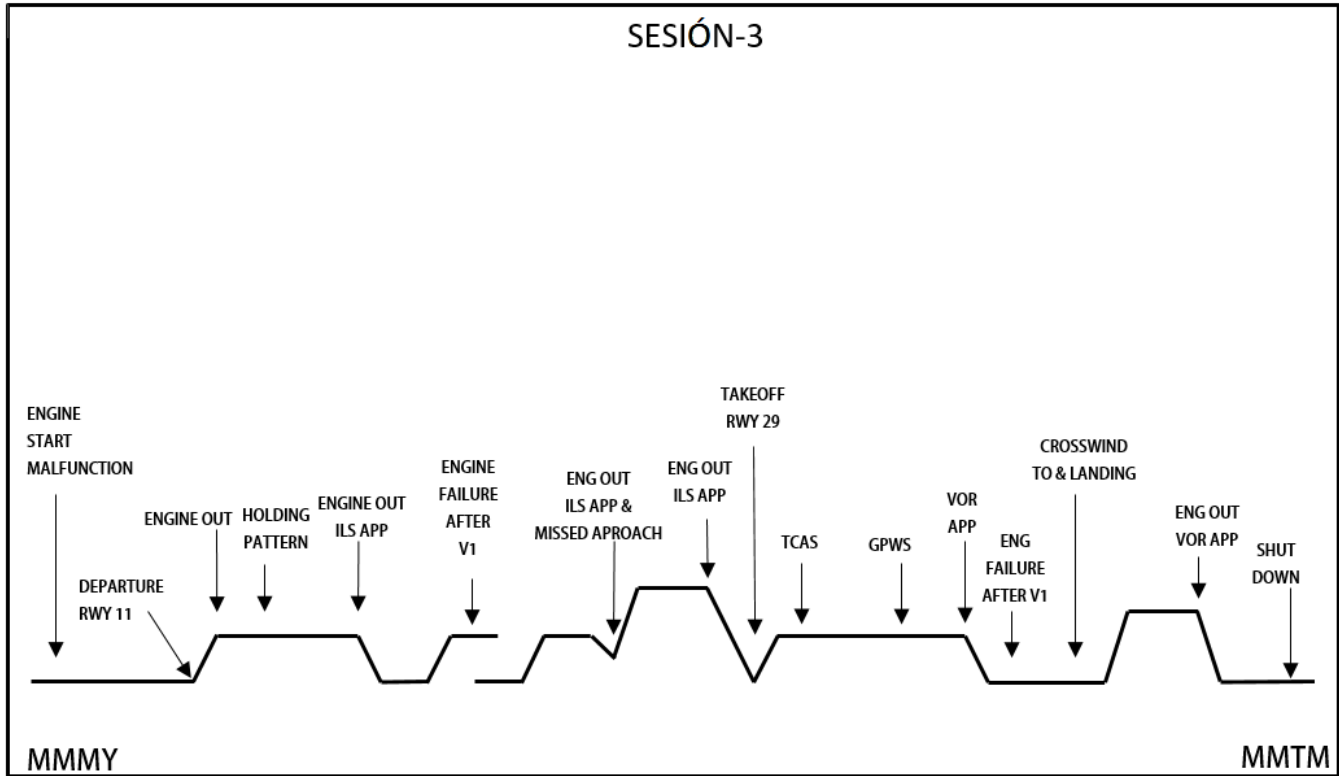 SESIÓN-3
ENGINE
START
MALFUNCTION
DEPARTURE
RWY 11
ENGINE OUT
HOLDING
PATTERN
ENGINE OUT
ILS APP
ENGINE
FAILURE
AFTER
V1
ENG OUT
ILS APP &
MISSED APROACH
ENG OUT
ILS APP
TAKEOFF
RWY 29
TCAS
GPWS
VOR
APP
ENG
FAILURE
AFTER V1
CROSSWIND
TO & LANDING
ENG OUT
VOR APP
SHUT
DOWN
MMMY
MMTM